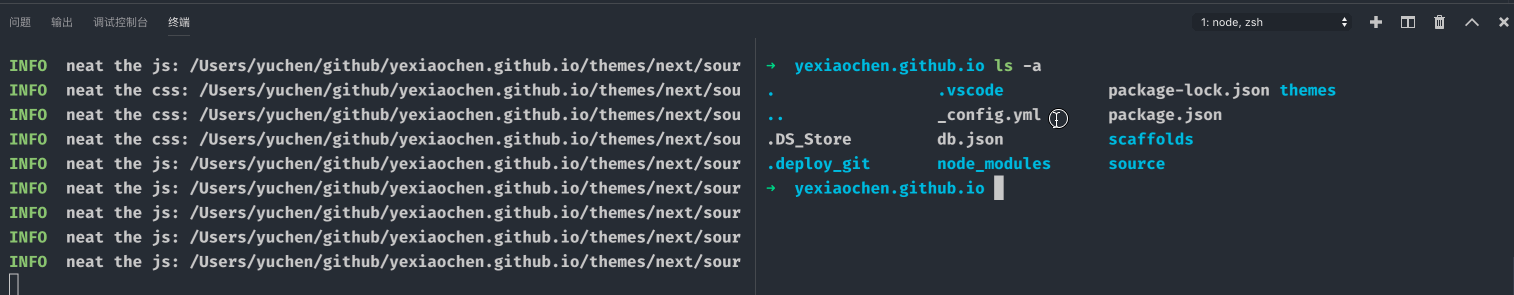 问题 输出 调试控制台 终端 1: node, zsh
INFO neat the js: /Users/yuchen/github/yexiaochen.github.io/themes/next/sour
INFO neat the css: /Users/yuchen/github/yexiaochen.github.io/themes/next/sou
INFO neat the css: /Users/yuchen/github/yexiaochen.github.io/themes/next/sou
INFO neat the css: /Users/yuchen/github/yexiaochen.github.io/themes/next/sou
INFO neat the js: /Users/yuchen/github/yexiaochen.github.io/themes/next/sour
INFO neat the js: /Users/yuchen/github/yexiaochen.github.io/themes/next/sour
INFO neat the js: /Users/yuchen/github/yexiaochen.github.io/themes/next/sour
INFO neat the js: /Users/yuchen/github/yexiaochen.github.io/themes/next/sour
INFO neat the js: /Users/yuchen/github/yexiaochen.github.io/themes/next/sour
➜ yexiaochen.github.io ls -a
. .vscode package-lock.json themes
.. _config.yml package.json
.DS_Store db.json scaffolds
.deploy_git node_modules source
➜ yexiaochen.github.io